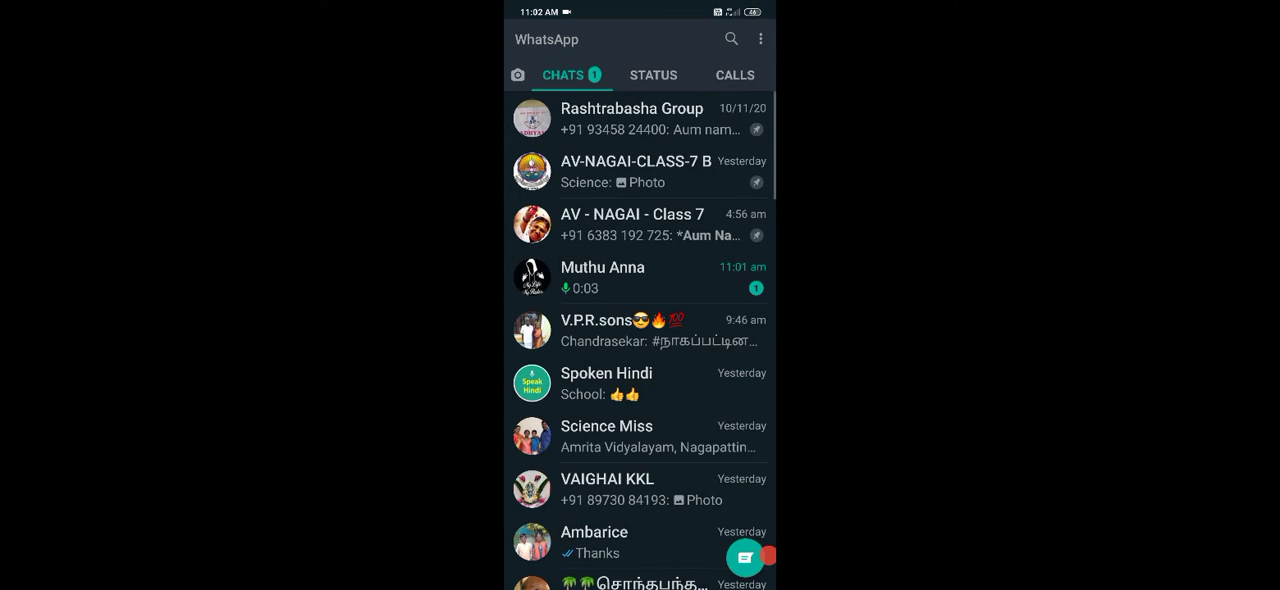 11:02 AM
46
WhatsApp
CHATS 1 STATUS CALLS
Rashtrabasha Group 10/11/20
+91 93458 24400: Aum nam...
AV-NAGAI-CLASS-7 B Yesterday
Science: Photo
AV - NAGAI - Class 7 4:56 am
+91 6383 192 725: *Aum Na...
Muthu Anna 11:01 am
0:03 1
V.P.R.sons😎🔥💯 9:46 am
Chandrasekar: #நாகப்பட்டின...
Speak
Hindi
Spoken Hindi Yesterday
School: 👍👍
Science Miss Yesterday
Amrita Vidyalayam, Nagapattin...
VAIGHAI KKL Yesterday
+91 89730 84193: Photo
Ambarice Yesterday
Thanks
🌴🌴சொந்தபந்த... Yesterday